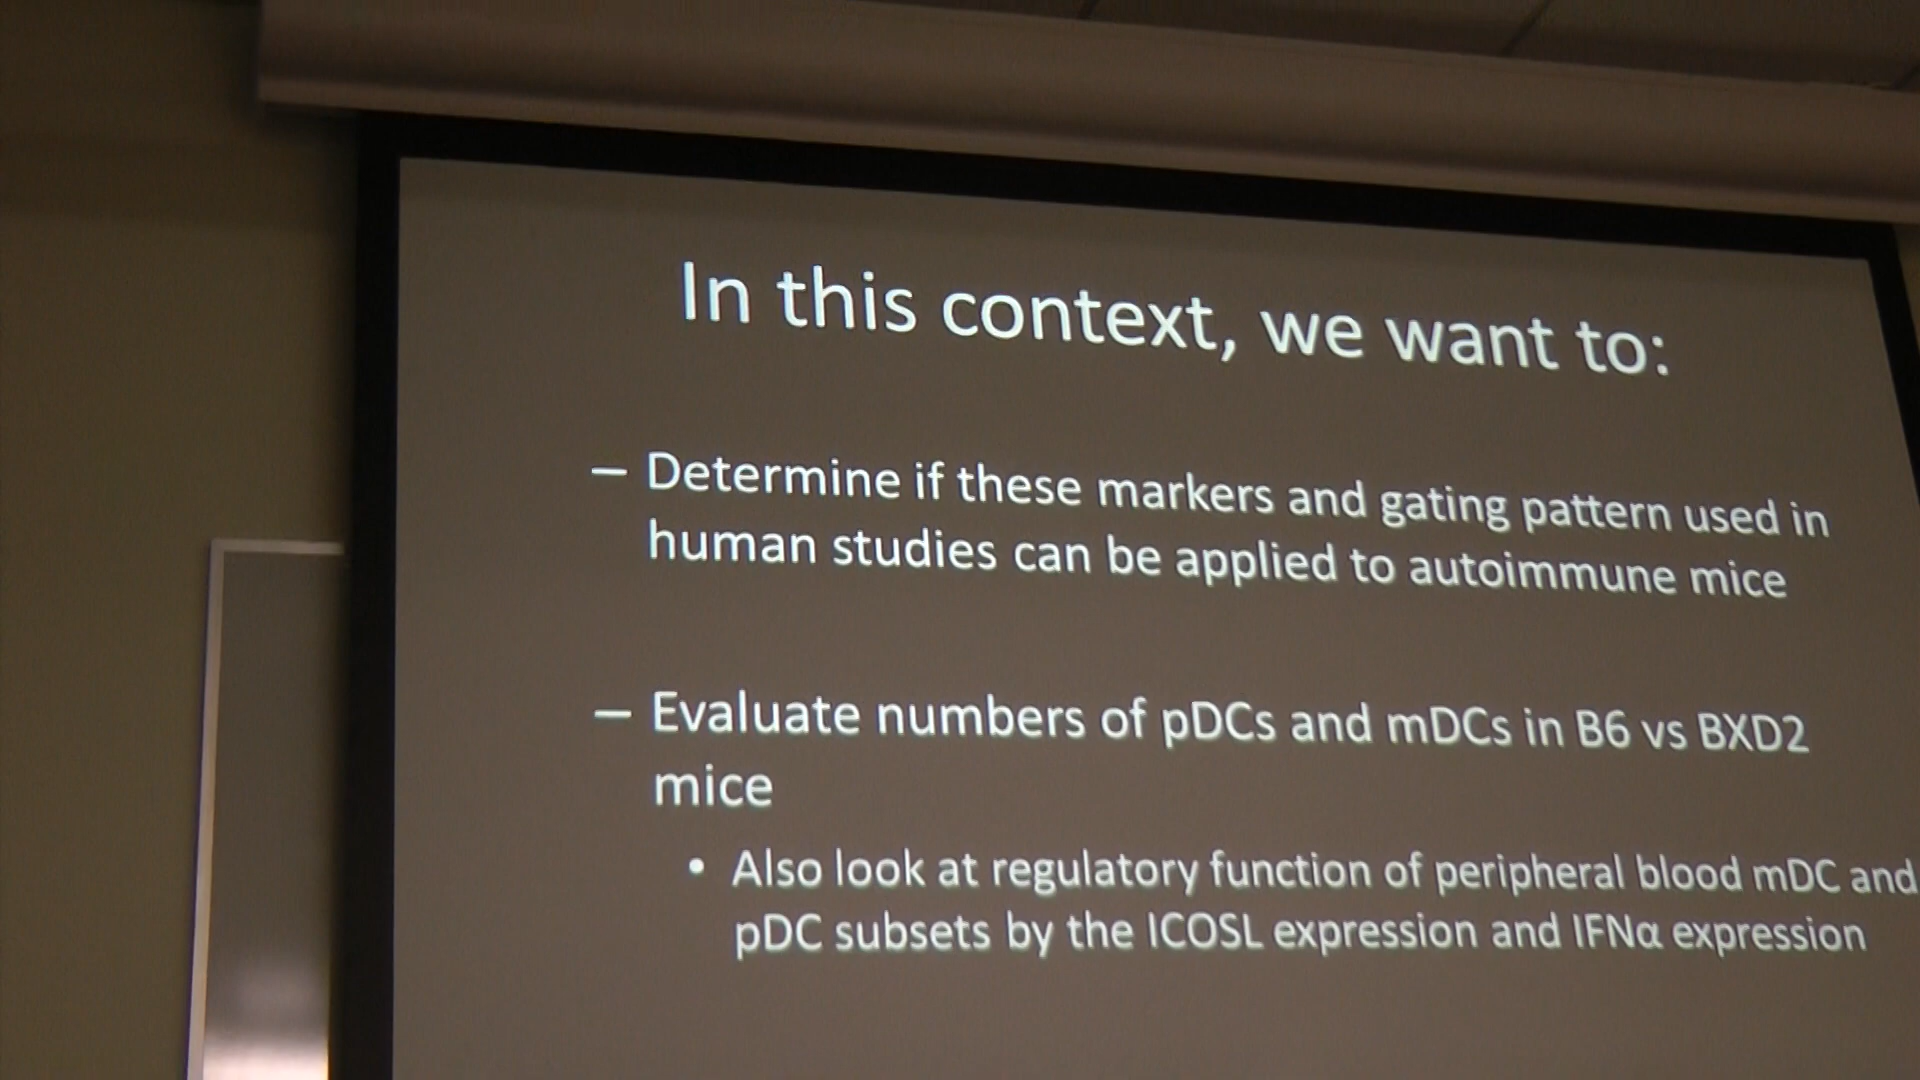 In this context, we want to:
– Determine if these markers and gating pattern used in
human studies can be applied to autoimmune mice
– Evaluate numbers of pDCs and mDCs in B6 vs BXD2
mice
• Also look at regulatory function of peripheral blood mDC and
pDC subsets by the ICOSL expression and IFNα expression